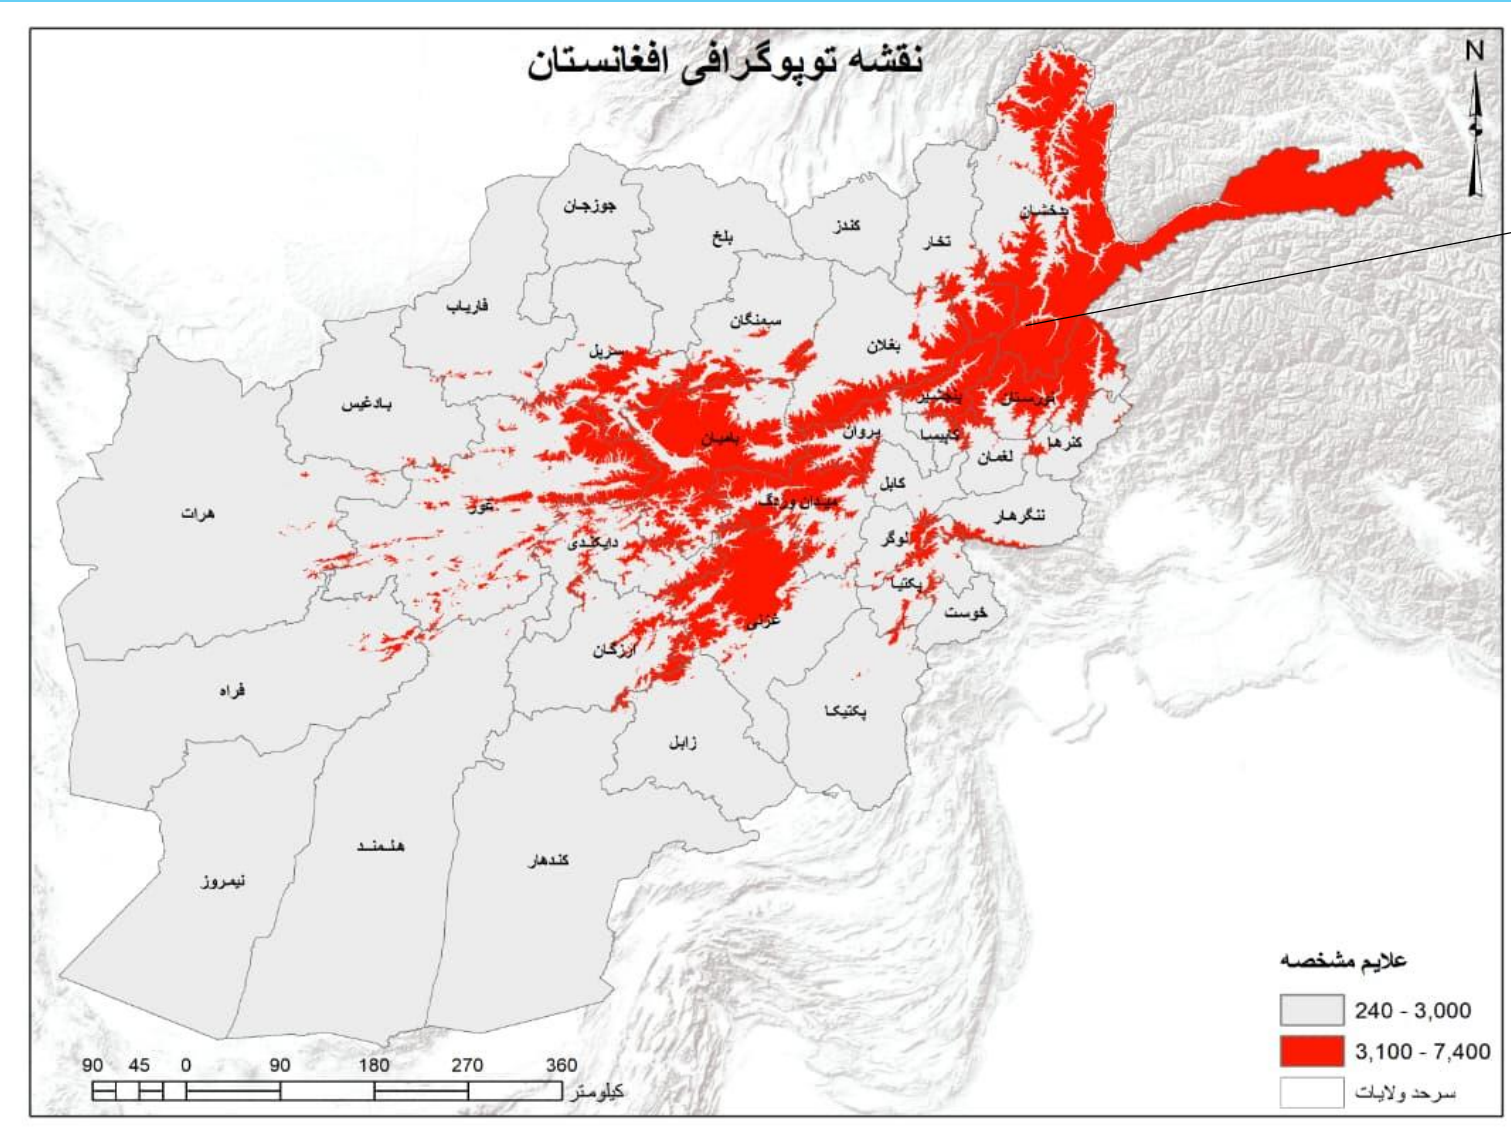 نقشه توپوگرافی افغانستان
N
جوزجان
بلخ
کندز
تخار
بدخشان
فاریاب
سمنگان
سرپل
بغلان
بادغیس
پنجشیر
نورستان
بامیان
پروان
کاپیسا
کنرها
لغمان
کابل
هرات
غور
میدان وردگ
ننگرهار
دایکندی
لوگر
پکتیا
خوست
غزنی
ارزگان
فراه
پکتیکا
زابل
هلمند
کندهار
نیمروز
علایم مشخصه
240 - 3,000
3,100 - 7,400
سرحد ولایات
90 45 0 90 180 270 360
کیلومتر